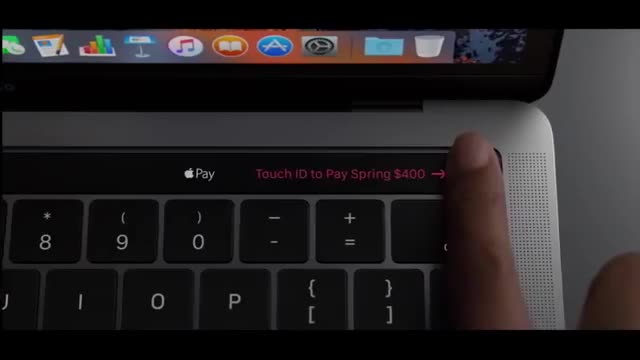 Pay Touch ID to Pay Spring $400 →
* ( ) — +
8 9 0 - =
{ }
I O P [ ]